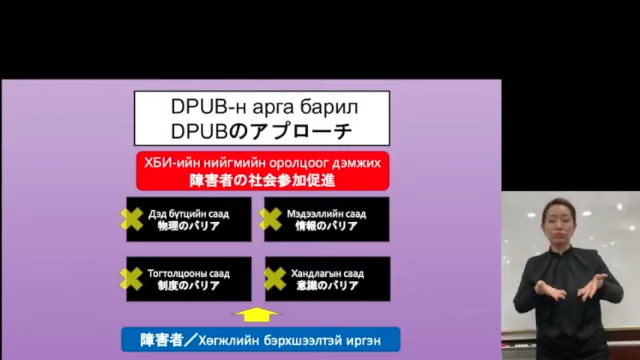 DPUB-н арга барил
DPUBのアプローチ
ХБИ-ийн нийгмийн оролцоог дэмжих
障害者の社会参加促進
Дэд бүтцийн саад
物理のバリア
Мэдээллийн саад
情報のバリア
Тогтолцооны саад
制度のバリア
Хандлагын саад
意識のバリア
障害者／Хөгжлийн бэрхшээлтэй иргэн